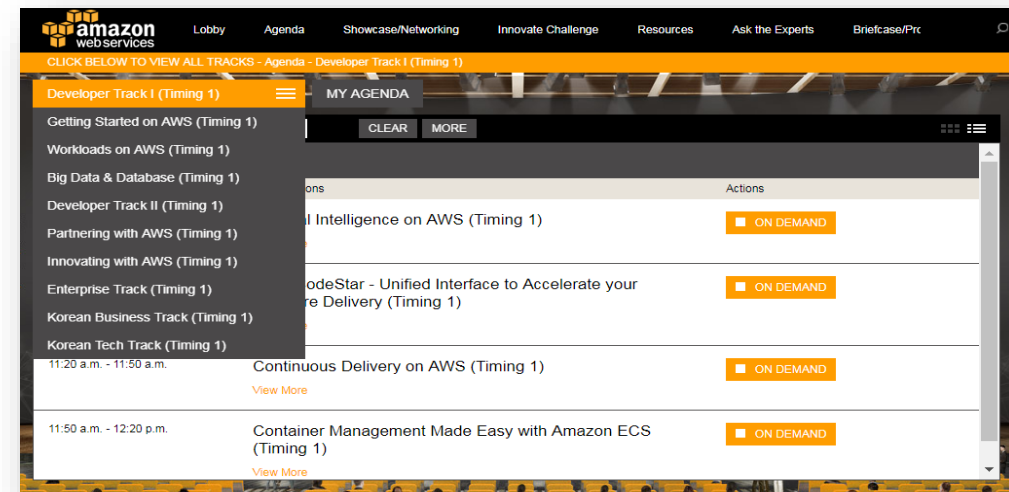 amazon
webservices
Lobby
Agenda
Showcase/Networking
Innovate Challenge
Resources
Ask the Experts
Briefcase/Prc
CLICK BELOW TO VIEW ALL TRACKS - Agenda - Developer Track I (Timing 1)
Developer Track I (Timing 1)
MY AGENDA
Getting Started on AWS (Timing 1)
Workloads on AWS (Timing 1)
Big Data & Database (Timing 1)
Developer Track II (Timing 1)
Partnering with AWS (Timing 1)
Innovating with AWS (Timing 1)
Enterprise Track (Timing 1)
Korean Business Track (Timing 1)
Korean Tech Track (Timing 1)
CLEAR
MORE
ons
Actions
l Intelligence on AWS (Timing 1)
ON DEMAND
odeStar - Unified Interface to Accelerate your
re Delivery (Timing 1)
ON DEMAND
11:20 a.m. - 11:50 a.m.
Continuous Delivery on AWS (Timing 1)
View More
ON DEMAND
11:50 a.m. - 12:20 p.m.
Container Management Made Easy with Amazon ECS
(Timing 1)
View More
ON DEMAND